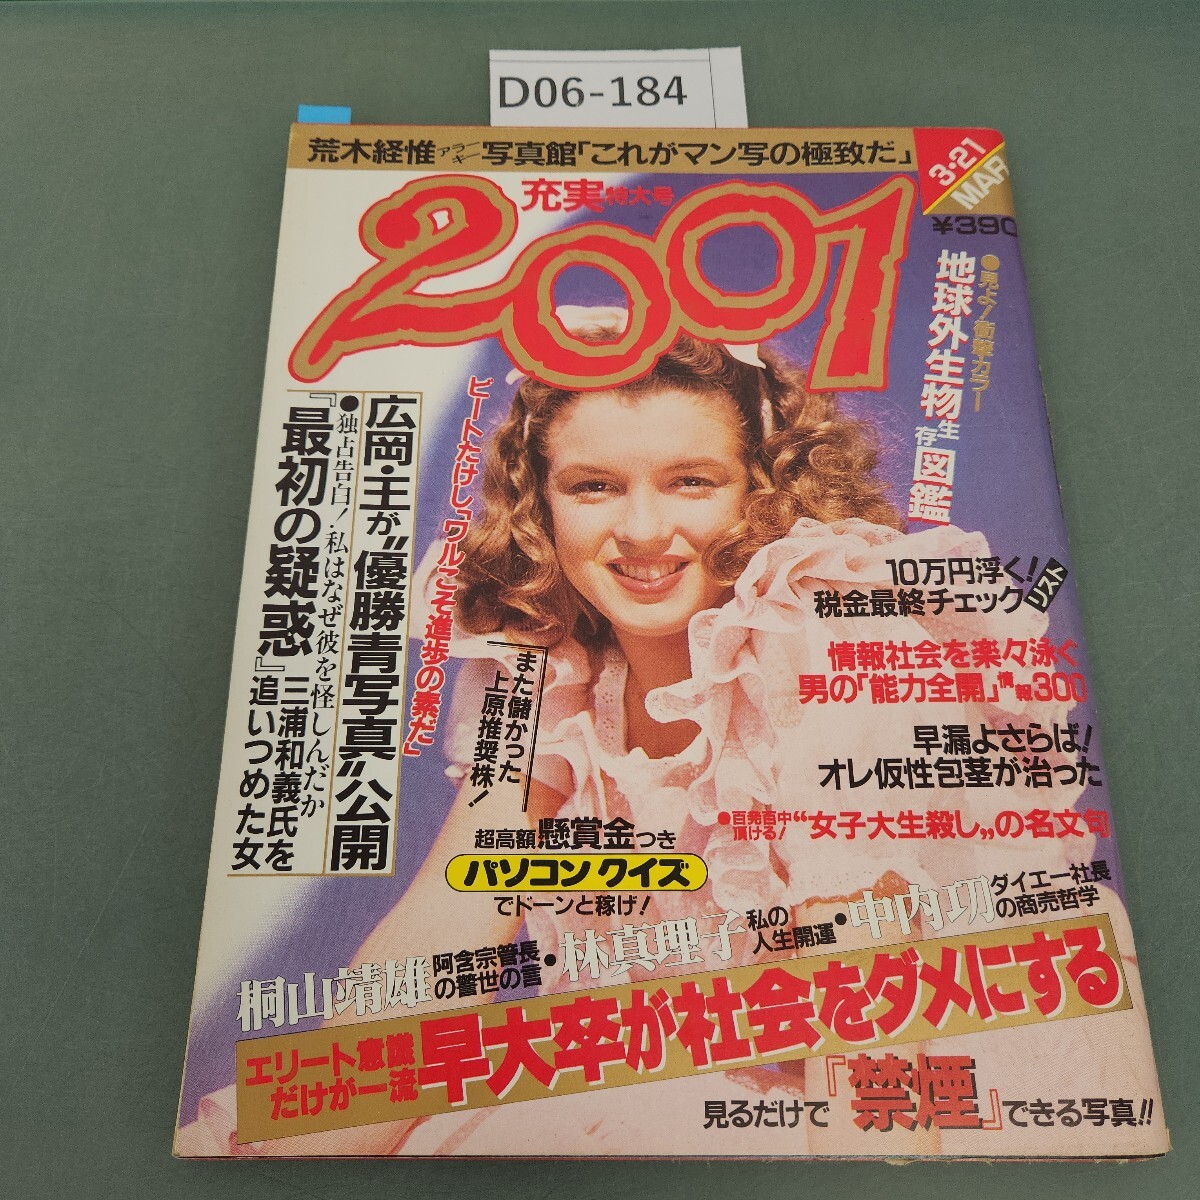 D06-184
荒木経惟アラーキー写真館「これがマン写の極致だ」
3・21
MAR
¥390
充実特大号
2001
●見よ!衝撃カラー
地球外生物生存図鑑
ビートたけし「ワルこそ進歩の素だ」
広岡・王が“優勝青写真”公開
●独占告白!私はなぜ彼を怪しんだか
『最初の疑惑』三浦和義氏を
追いつめた女
また儲かった
上原推奨株!
10万円浮く!
税金最終チェックリスト
情報社会を楽々泳ぐ
男の「能力全開」情報300
早漏よさらば!
オレ仮性包茎が治った
●百発百中
頂ける!
“女子大生殺し”の名文句
超高額懸賞金つき
パソコンクイズ
でドーンと稼げ!
桐山靖雄阿含宗管長
の警世の言
・林真理子私の
人生開運
・中内㓛ダイエー社長
の商売哲学
エリート意識
だけが一流
早大卒が社会をダメにする
見るだけで『禁煙』できる写真!!